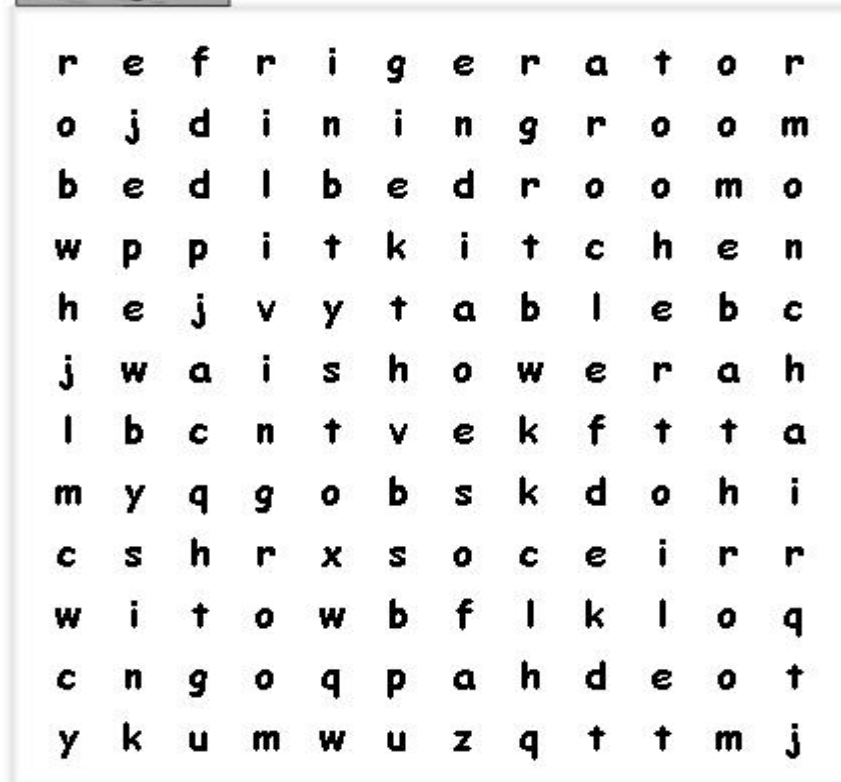 r e f r i g e r a t o r
o j d i n i n g r o o m
b e d l b e d r o o m o
w p p i t k i t c h e n
h e j v y t a b l e b c
j w a i s h o w e r a h
l b c n t v e k f t t a
m y q g o b s k d o h i
c s h r x s o c e i r r
w i t o w b f l k l o q
c n g o q p a h d e o t
y k u m w u z q t t m j